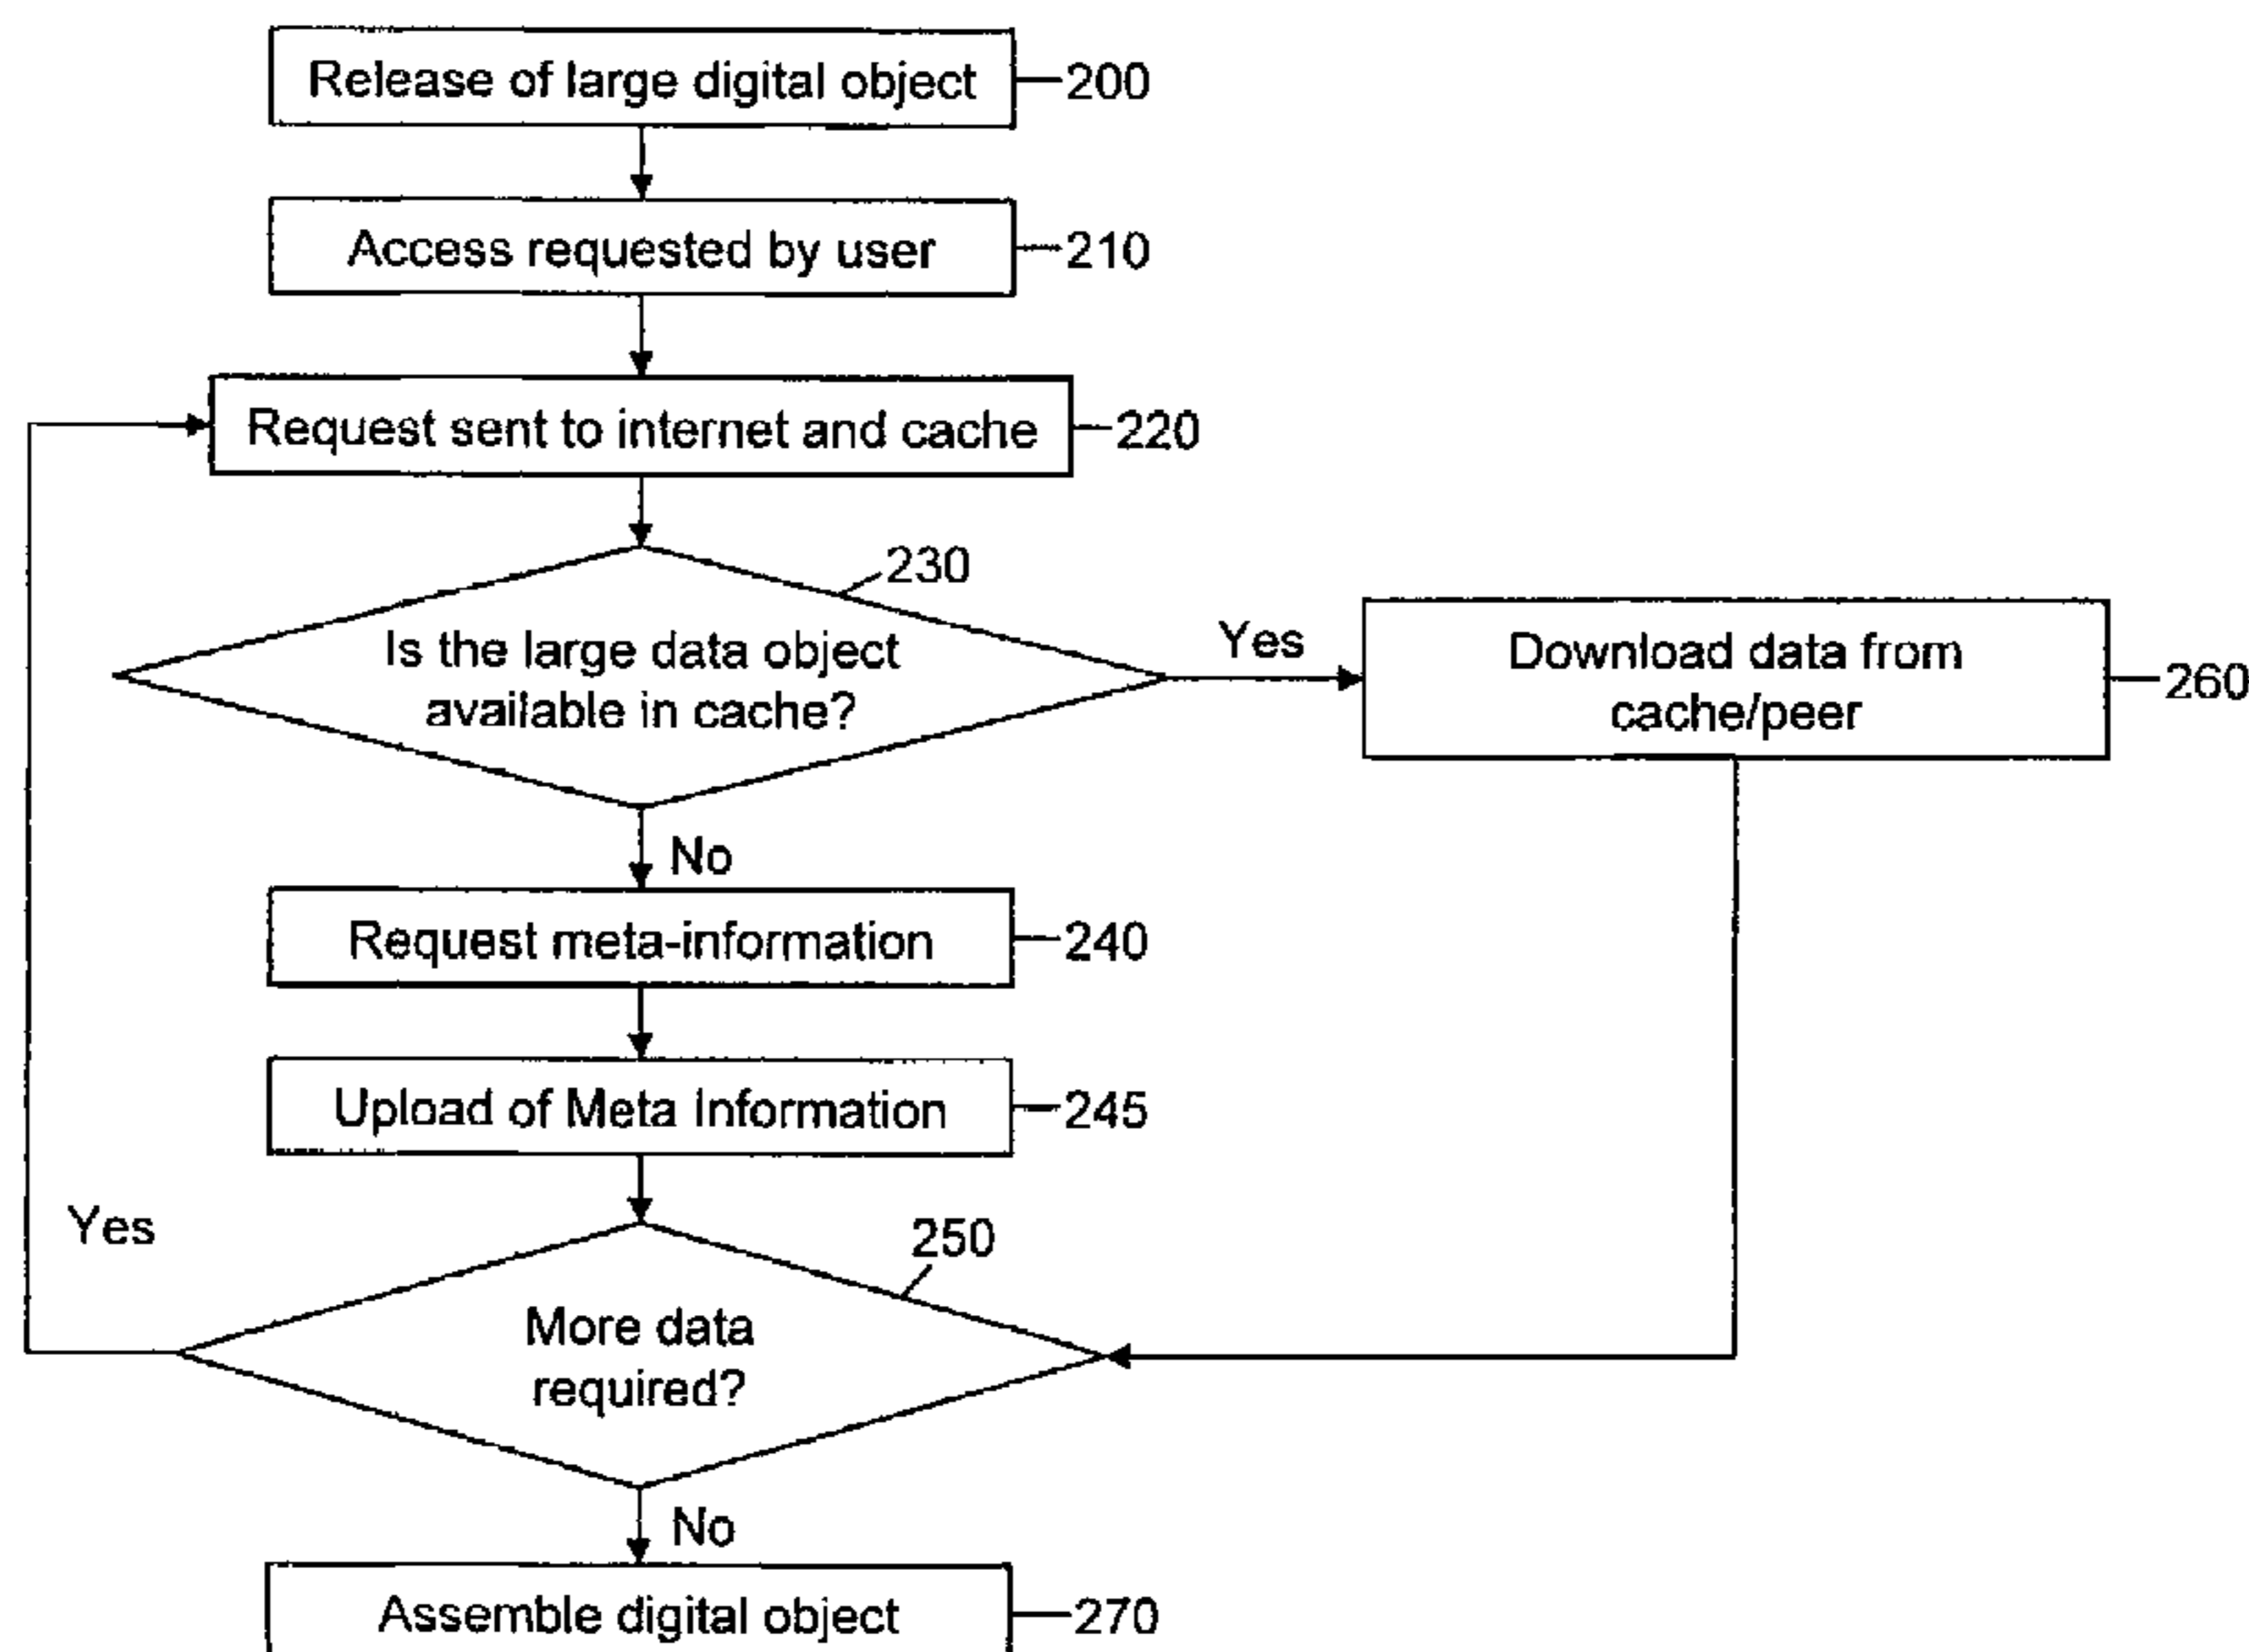 Release of large digital object
200
Access requested by user
210
Request sent to internet and cache
220
230
Is the large data object
available in cache?
Yes
Download data from
cache/peer
260
No
Request meta-information
240
Upload of Meta Information
245
Yes
250
More data
required?
No
Assemble digital object
270